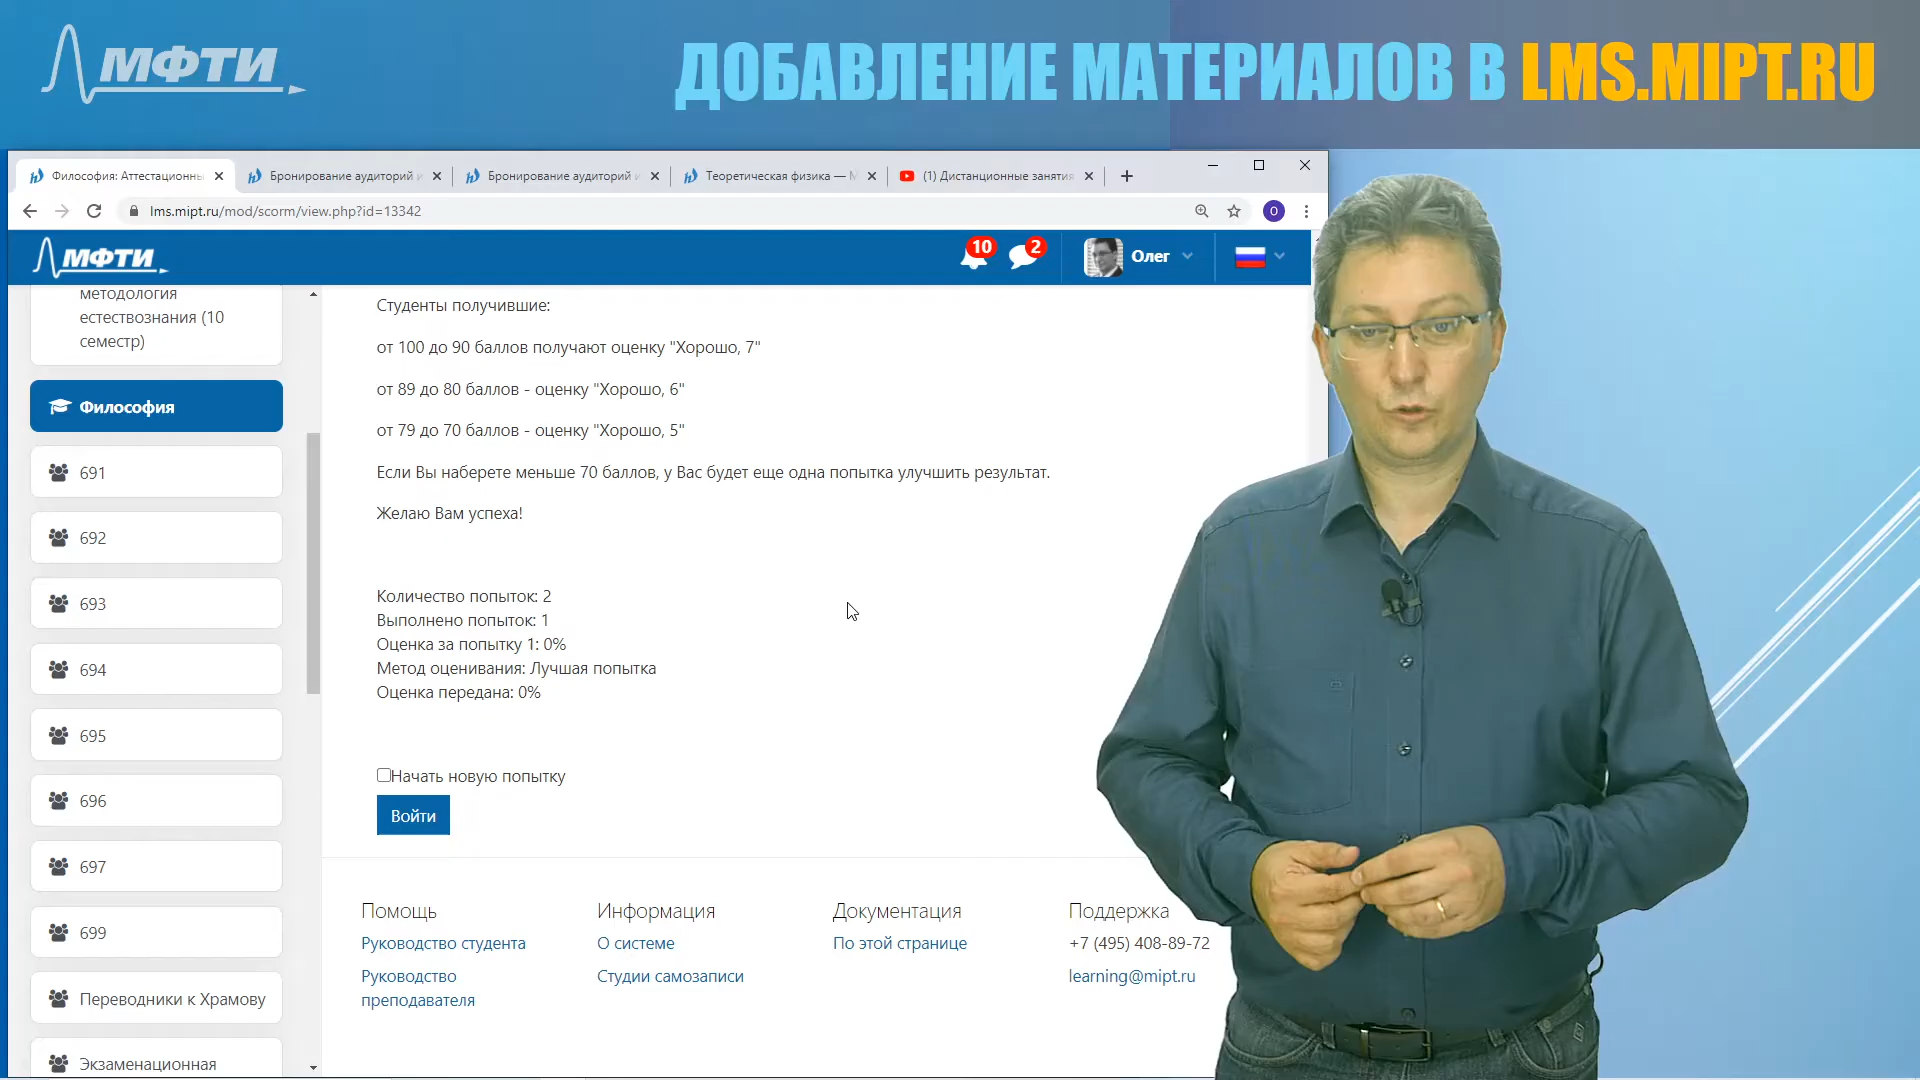 МФТИ
ДОБАВЛЕНИЕ МАТЕРИАЛОВ В LMS.MIPT.RU
Философия: Аттестационны
Бронирование аудиторий и
Бронирование аудиторий и
Теоретическая физика — М
(1) Дистанционные занятия
lms.mipt.ru/mod/scorm/view.php?id=13342
О
МФТИ
10
2
Олег
методология
естествознания (10
семестр)
Философия
691
692
693
694
695
696
697
699
Переводники к Храмову
Экзаменационная
Студенты получившие:
от 100 до 90 баллов получают оценку "Хорошо, 7"
от 89 до 80 баллов - оценку "Хорошо, 6"
от 79 до 70 баллов - оценку "Хорошо, 5"
Если Вы наберете меньше 70 баллов, у Вас будет еще одна попытка улучшить результат.
Желаю Вам успеха!
Количество попыток: 2
Выполнено попыток: 1
Оценка за попытку 1: 0%
Метод оценивания: Лучшая попытка
Оценка передана: 0%
Начать новую попытку
Войти
Помощь
Руководство студента
Руководство
преподавателя
Информация
О системе
Студии самозаписи
Документация
По этой странице
Поддержка
+7 (495) 408-89-72
learning@mipt.ru